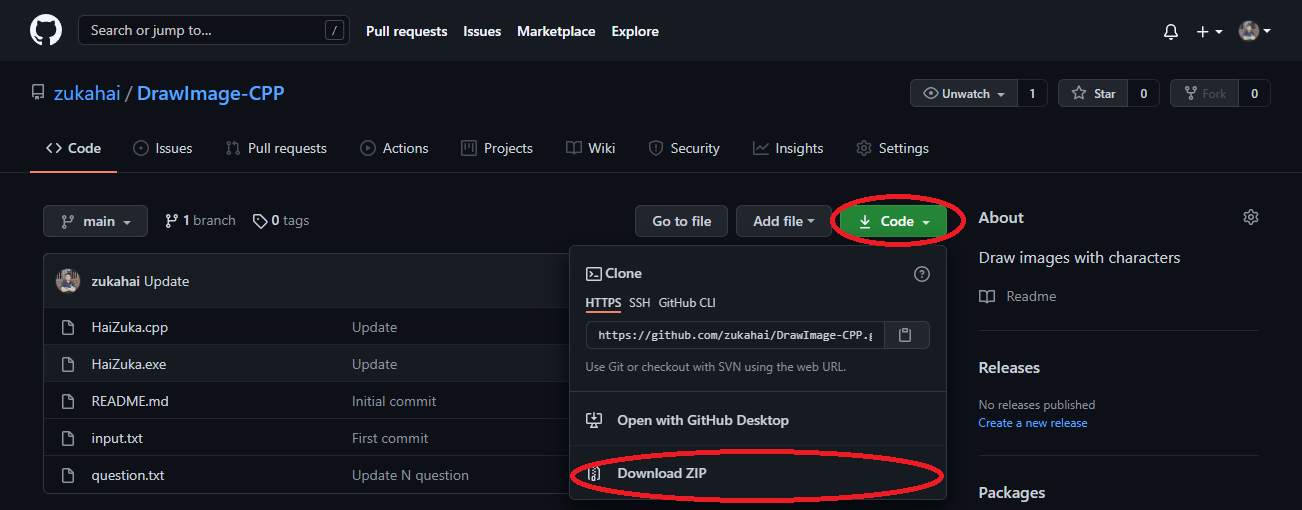 Search or jump to... / Pull requests Issues Marketplace Explore
zukahai / DrawImage-CPP Unwatch 1 Star 0 Fork 0
Code Issues Pull requests Actions Projects Wiki Security Insights Settings
main 1 branch 0 tags Go to file Add file Code
About
Draw images with characters
Readme
Releases
No releases published
Create a new release
Packages
zukahai Update
HaiZuka.cpp Update
HaiZuka.exe Update
README.md Initial commit
input.txt First commit
question.txt Update N question
Clone
HTTPS SSH GitHub CLI
https://github.com/zukahai/DrawImage-CPP.g
Use Git or checkout with SVN using the web URL.
Open with GitHub Desktop
Download ZIP